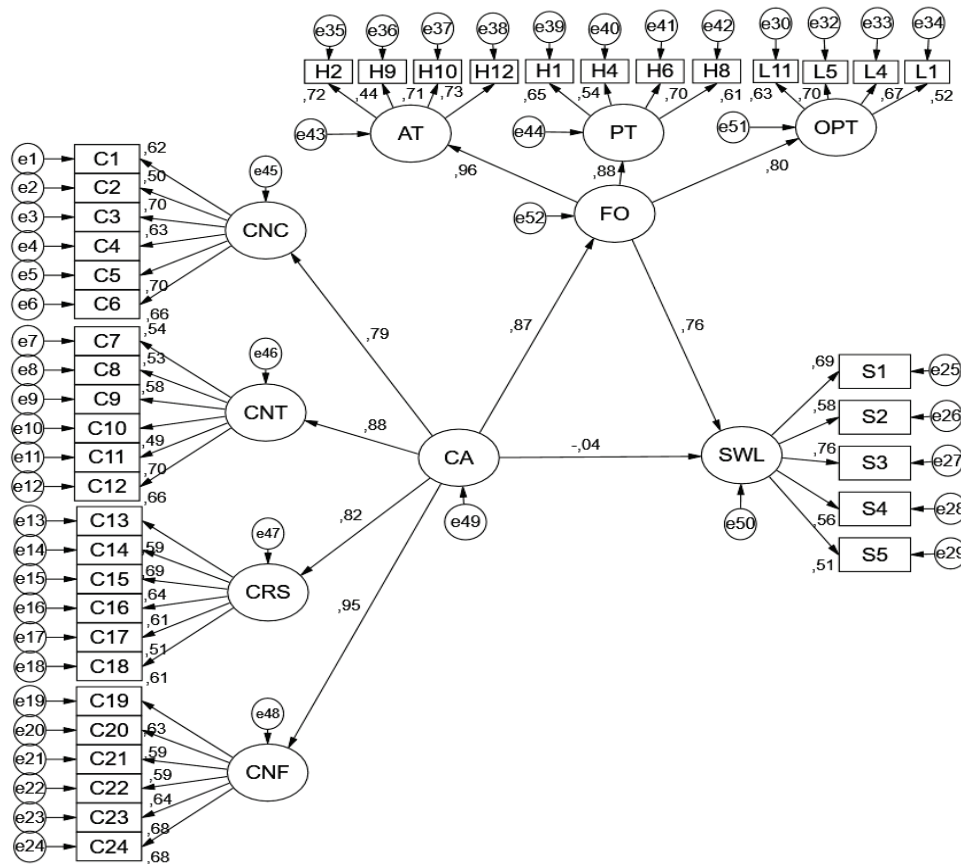 e35 e36 e37 e38 e39 e40 e41 e42 e30 e32 e33 e34
H2 H9 H10 H12 H1 H4 H6 H8 L11 L5 L4 L1
,72 ,44 ,71 ,73 ,65 ,54 ,70 ,61 ,63 ,70 ,67 ,52
e43 AT e44 PT e51 OPT
,96 ,88 ,80
e52 FO
e1 C1 ,62
e2 C2 ,50
e3 C3 ,70
e4 C4 ,63
e5 C5
,70
e6 C6
,66
e45
CNC
,79
,87
,76
e7 C7 ,54
e8 C8 ,53
e9 C9 ,58
e10 C10
,49
e11 C11
,70
e12 C12
,66
e46
CNT
,88
CA
e49
-,04
SWL
e50
,69 S1 e25
,58 S2 e26
,76 S3 e27
S4 e28
,56
S5 e29
,51
e13 C13
e14 C14 ,59
e15 C15 ,69
e16 C16 ,64
e17 C17 ,61
e18 C18 ,51
,61
e47
CRS
,82
,95
e19 C19
e20 C20 ,63
e21 C21 ,59
e22 C22 ,59
e23 C23 ,64
e24 C24 ,68
,68
e48
CNF